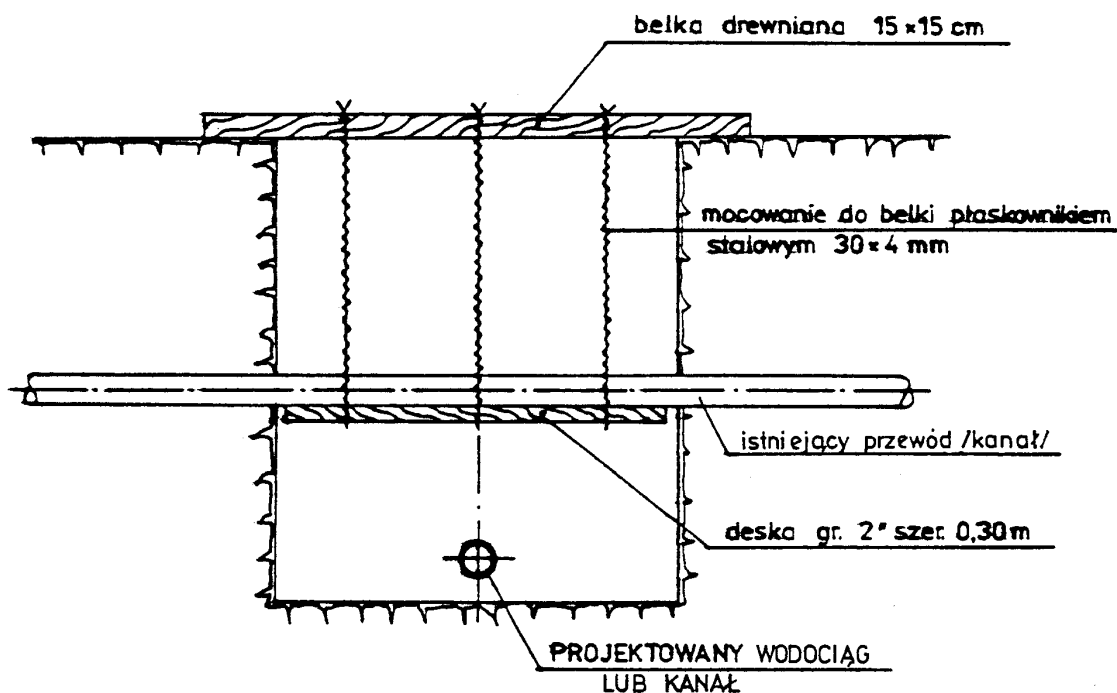 belka drewniana 15×15 cm
mocowanie do belki płaskownikiem
stalowym 30×4 mm
istniejący przewód /kanał/
deska gr. 2" szer. 0,30m
PROJEKTOWANY WODOCIĄG
LUB KANAŁ